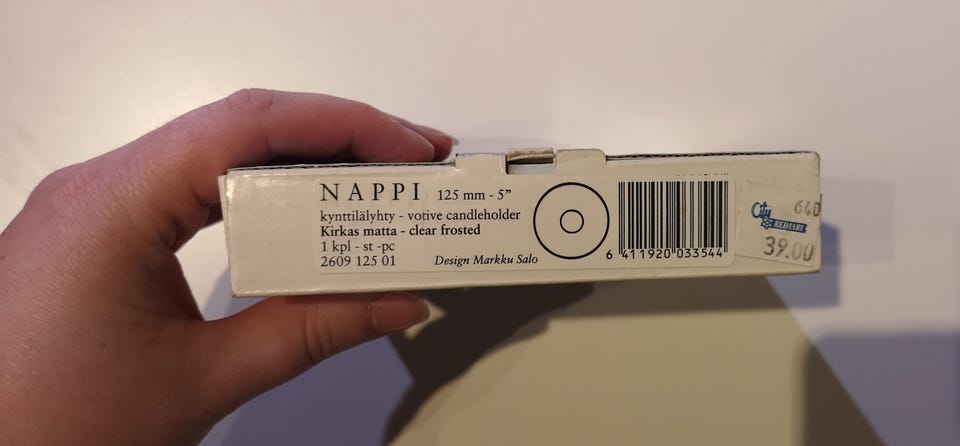 NAPPI 125 mm - 5”
kynttilälyhty - votive candleholder
Kirkas matta - clear frosted
1 kpl - st -pc
2609 125 01
Design Markku Salo
6 411920 033544
City 640
39.00